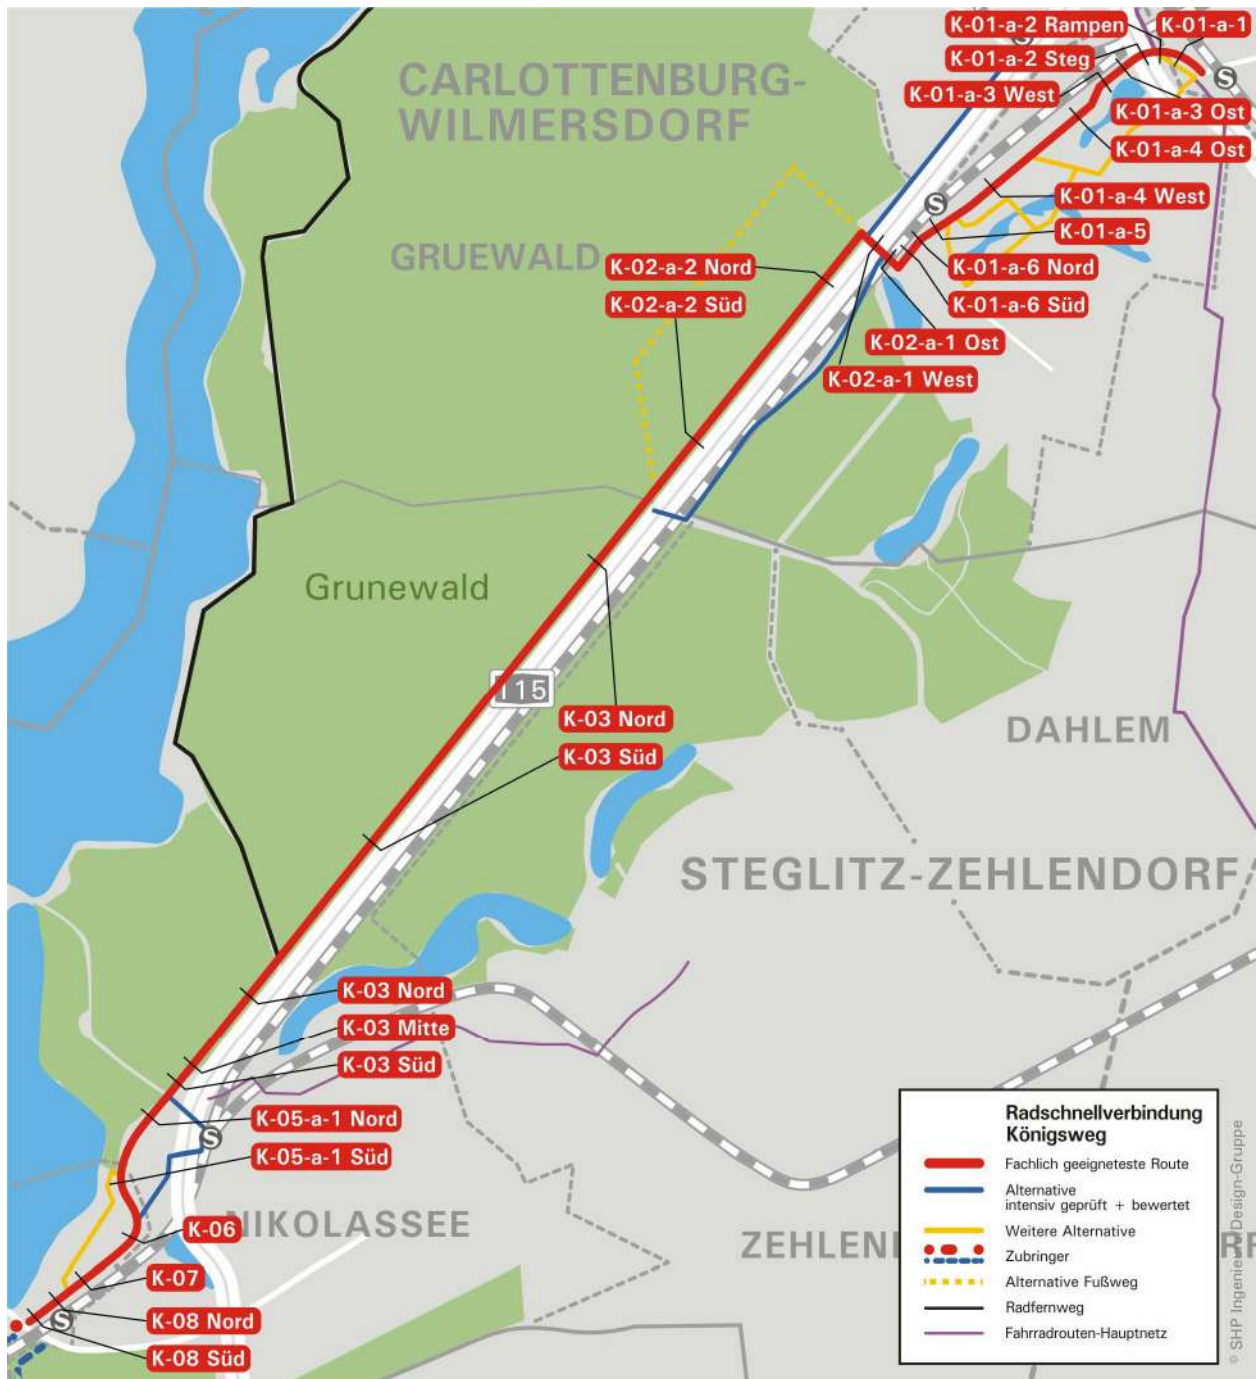 K-01-a-2 Rampen
K-01-a-1
K-01-a-2 Steg
K-01-a-3 West
K-01-a-3 Ost
K-01-a-4 Ost
K-01-a-4 West
K-01-a-5
K-01-a-6 Nord
K-01-a-6 Süd
K-02-a-1 Ost
K-02-a-1 West
S
S
CARLOTTENBURG-
WILMERSDORF
GRUEWALD
K-02-a-2 Nord
K-02-a-2 Süd
Grunewald
115
K-03 Nord
K-03 Süd
DAHLEM
STEGLITZ-ZEHLENDORF
K-03 Nord
K-03 Mitte
K-03 Süd
K-05-a-1 Nord
S
K-05-a-1 Süd
K-06
NIKOLASSEE
K-07
K-08 Nord
S
K-08 Süd
Radschnellverbindung
Königsweg
Fachlich geeigneteste Route
Alternative
intensiv geprüft + bewertet
Weitere Alternative
Zubringer
Alternative Fußweg
Radfernweg
Fahrradrouten-Hauptnetz